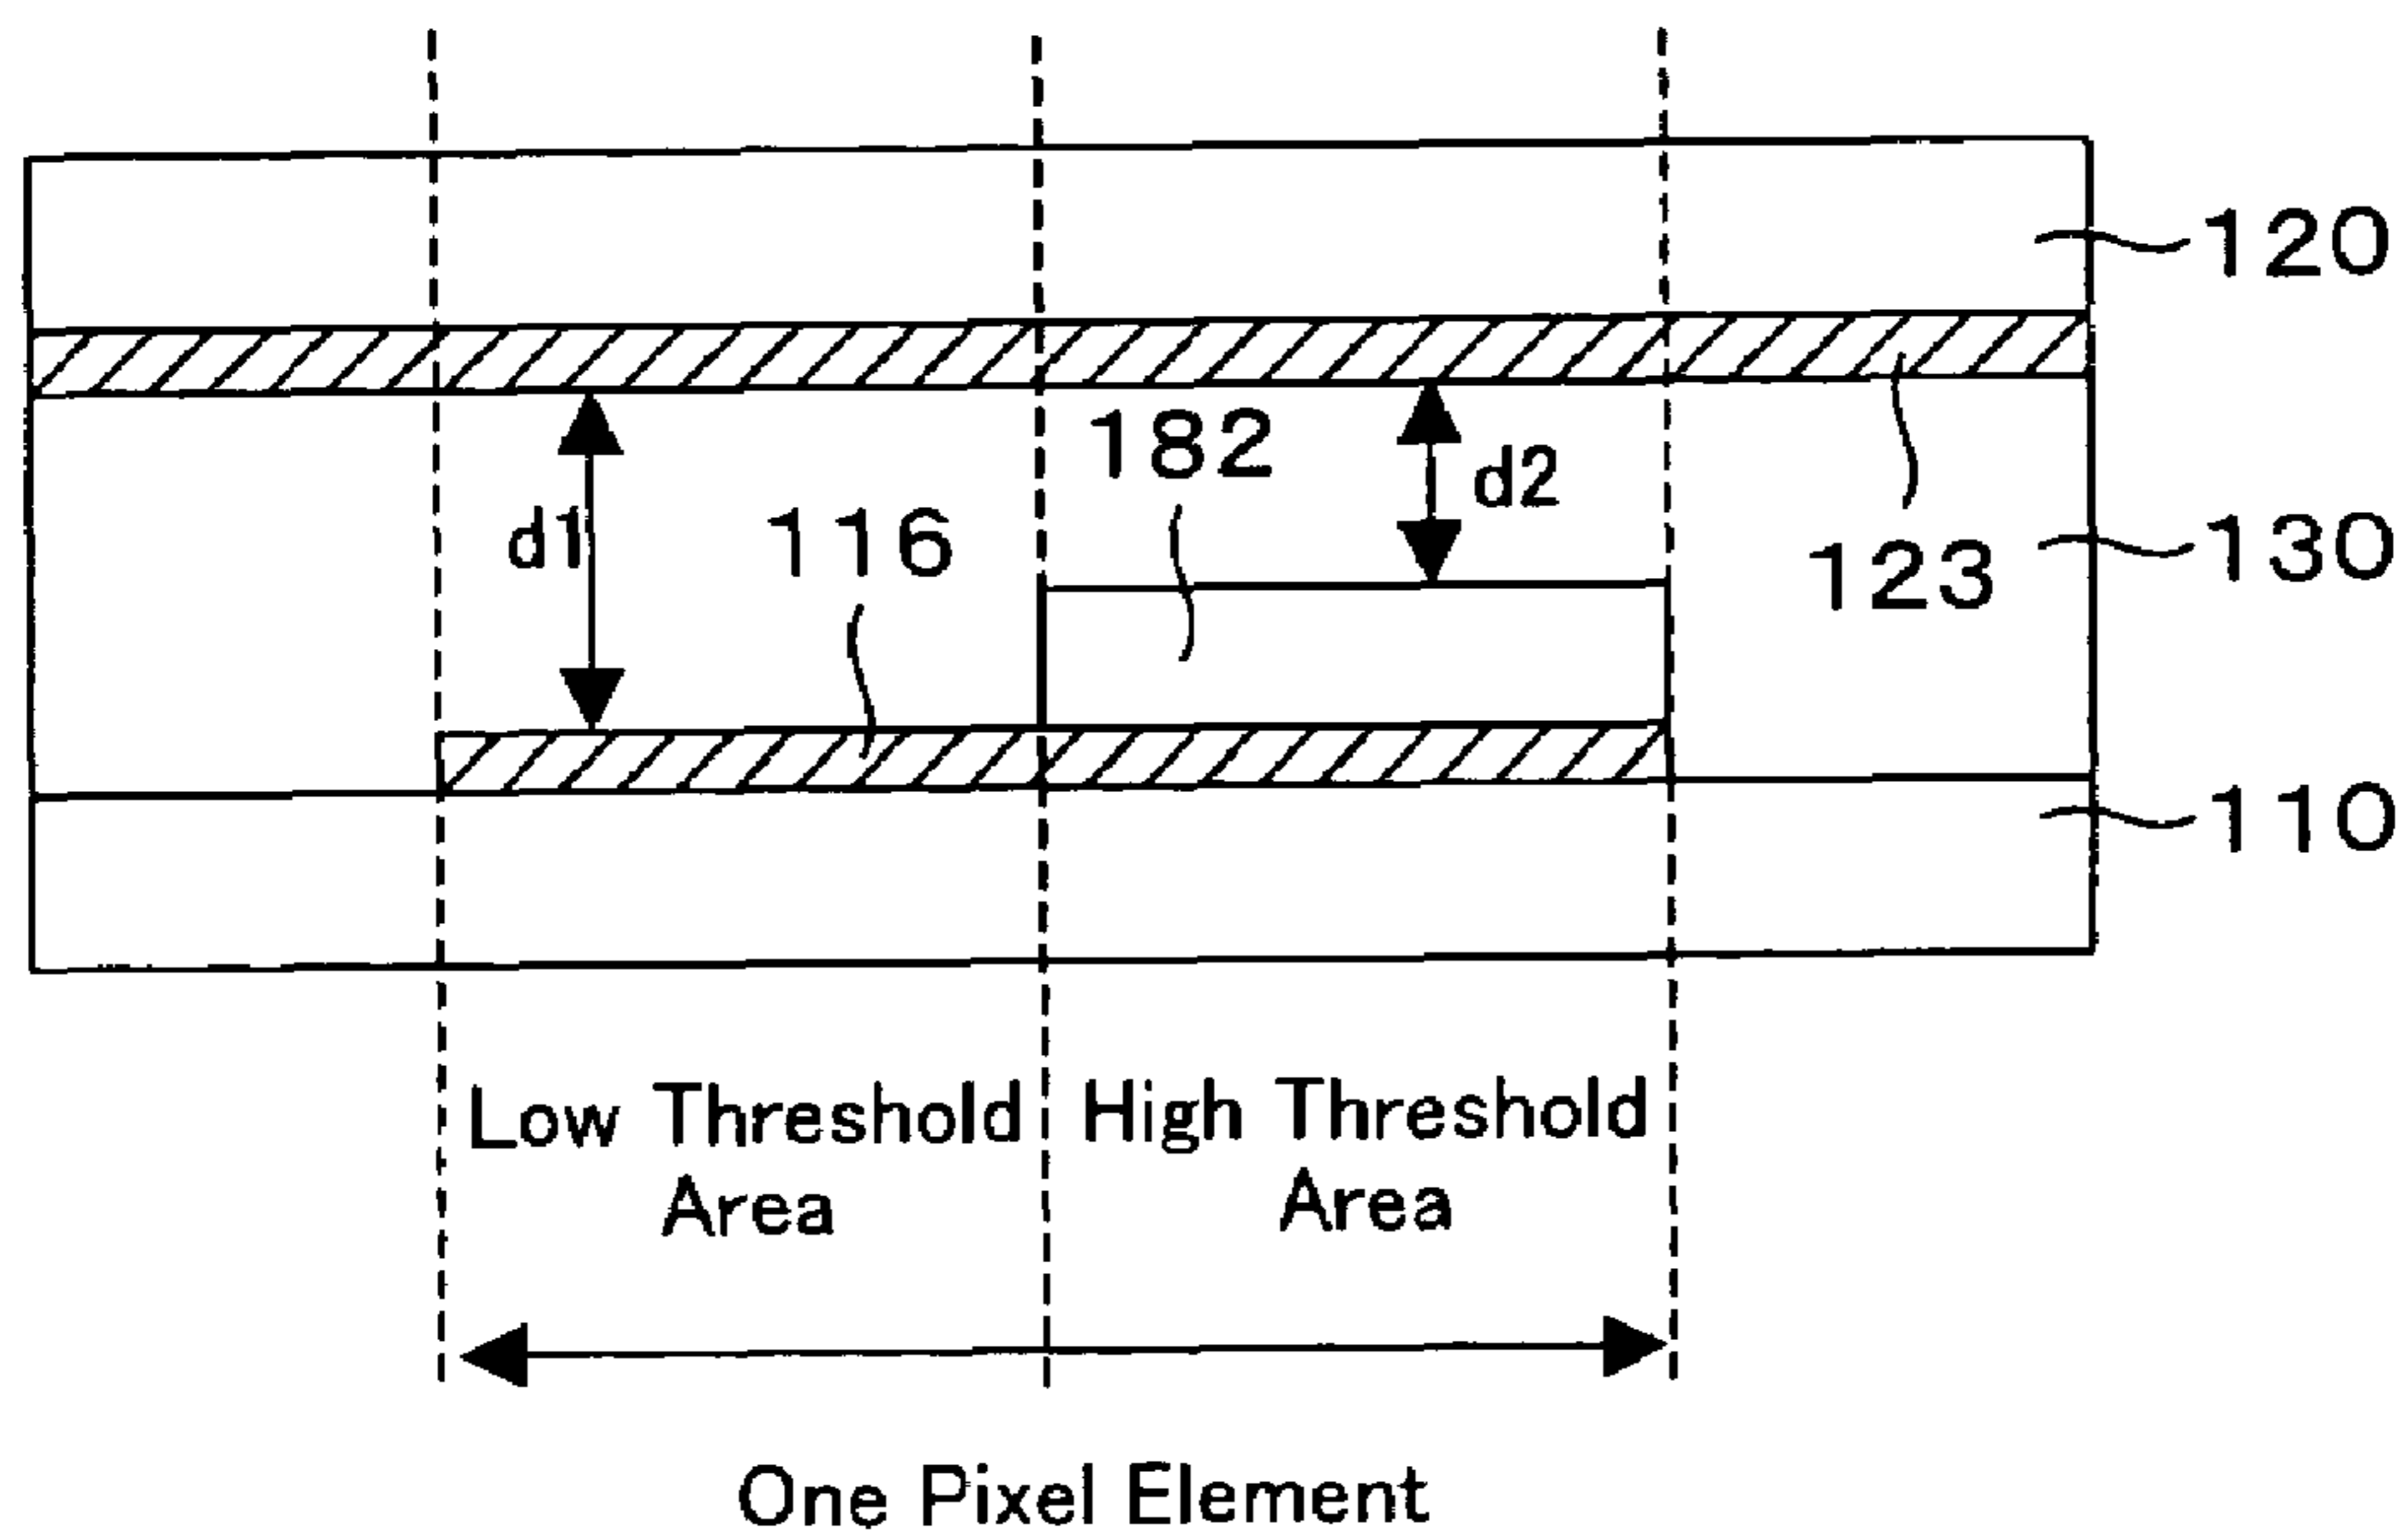 120
182
d2
d1
116
123
130
110
Low Threshold High Threshold
Area Area
One Pixel Element